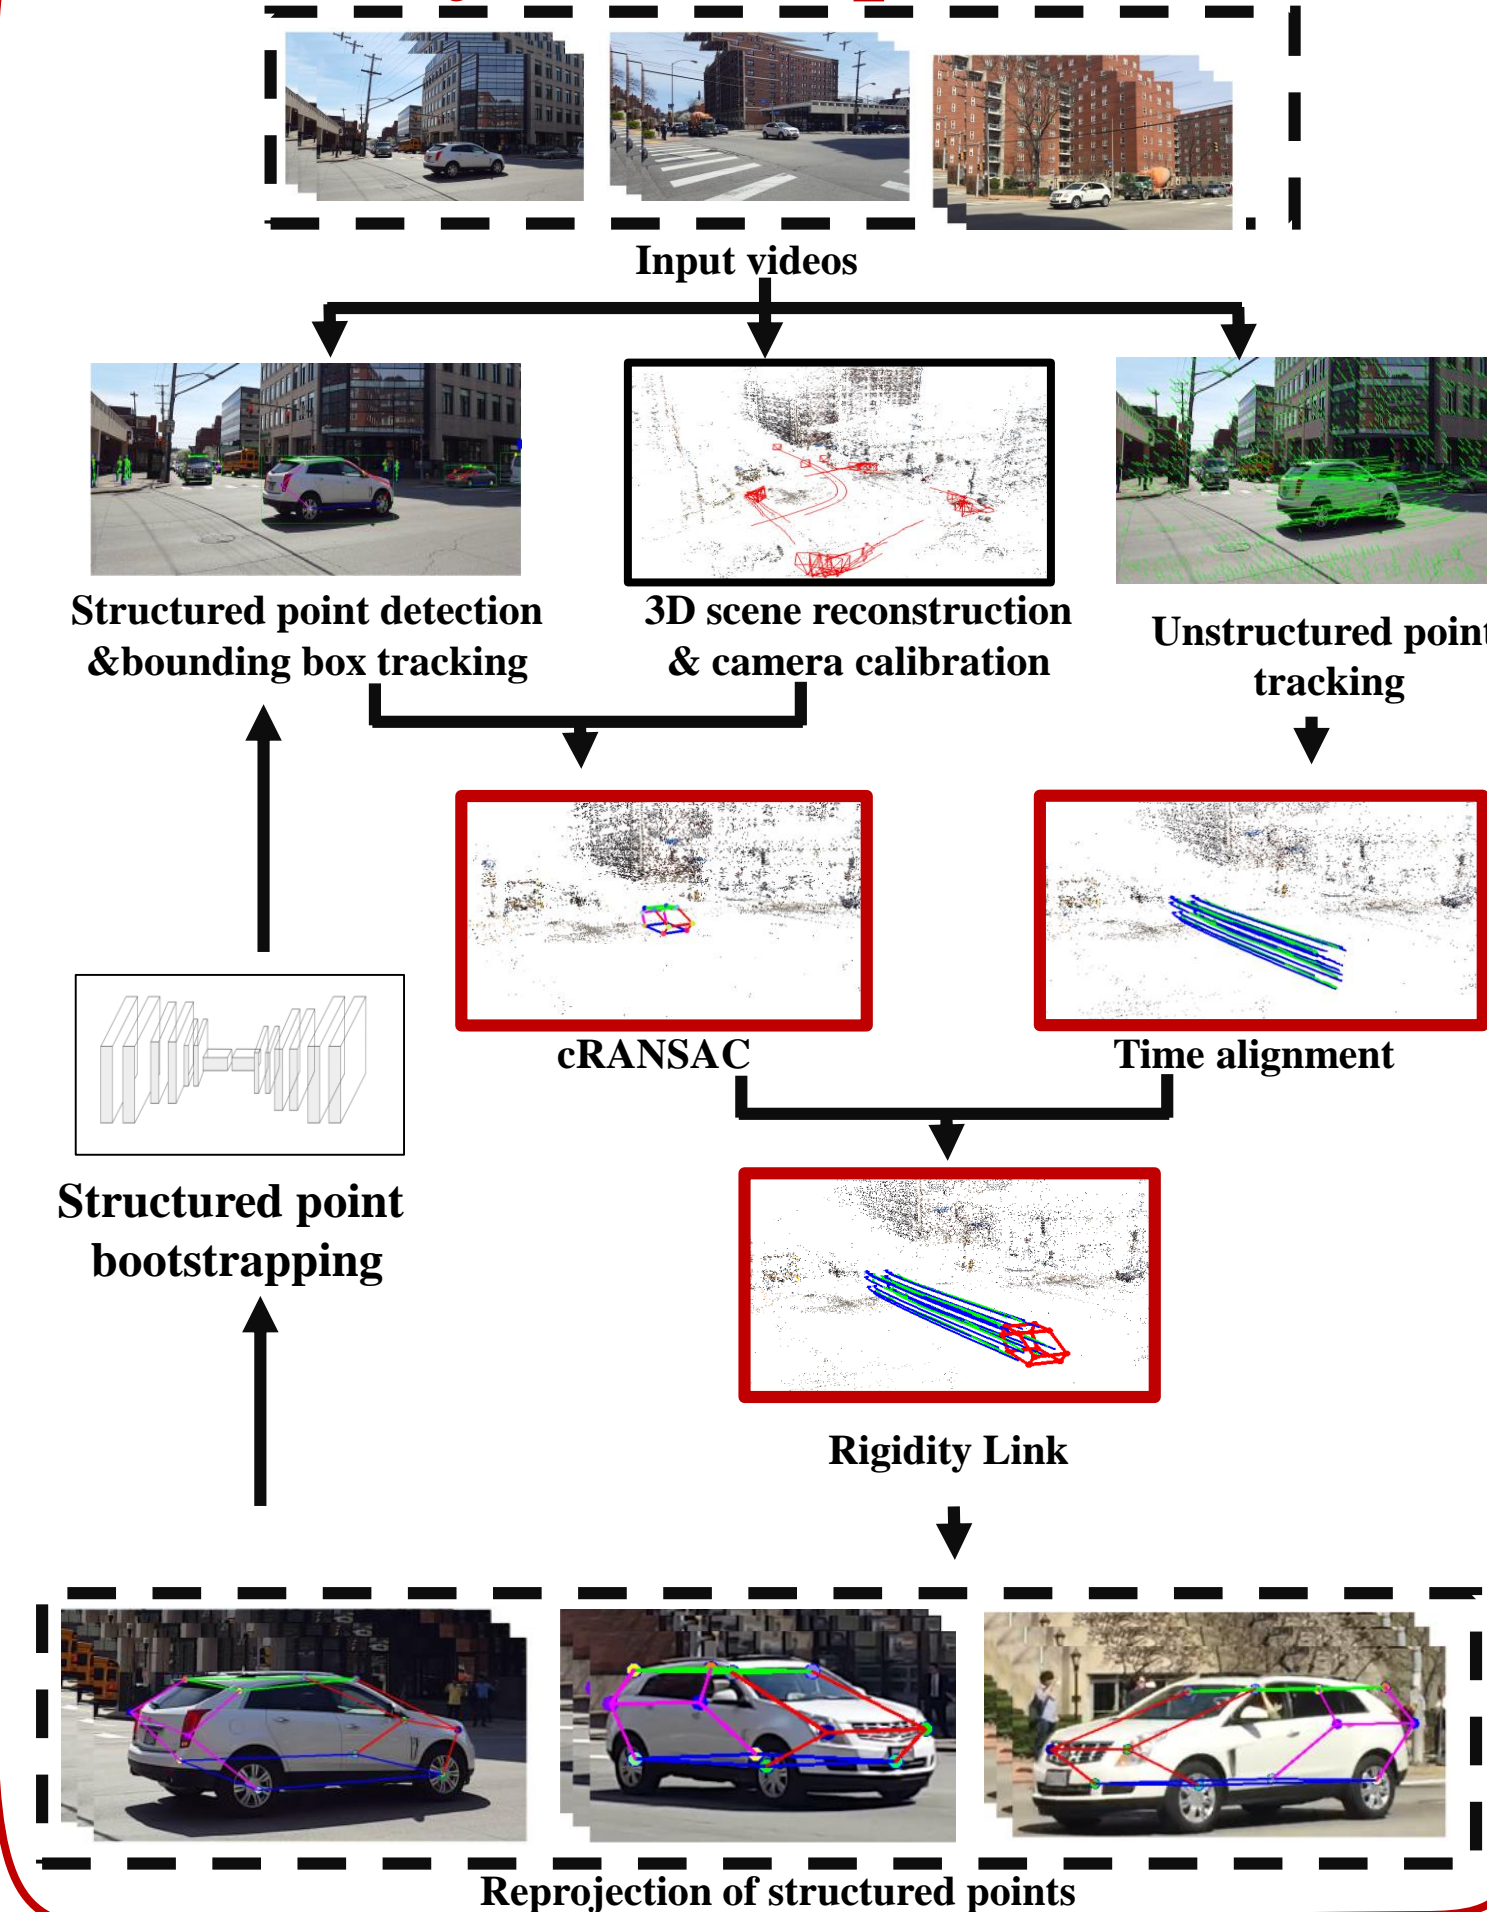 Input videos
Structured point detection
&bounding box tracking
3D scene reconstruction
& camera calibration
Unstructured point
tracking
cRANSAC
Time alignment
Structured point
bootstrapping
Rigidity Link
Reprojection of structured points